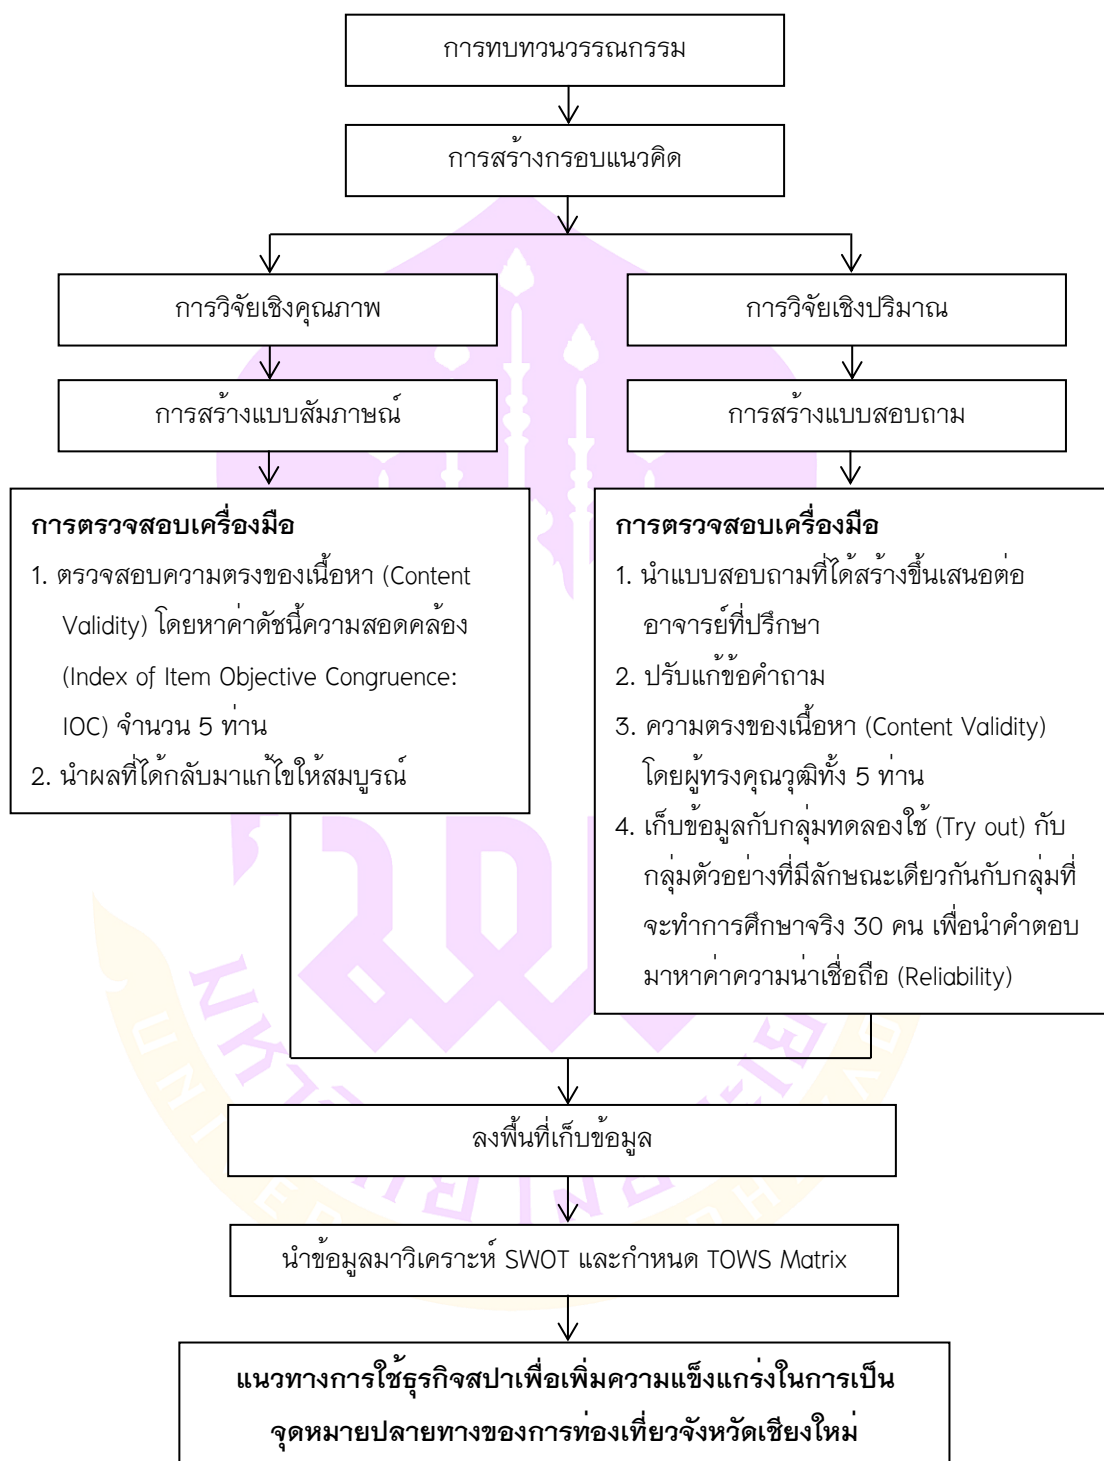 การทบทวนวรรณกรรม
การสร้างกรอบแนวคิด
การวิจัยเชิงคุณภาพ
การวิจัยเชิงปริมาณ
การสร้างแบบสัมภาษณ์
การสร้างแบบสอบถาม
การตรวจสอบเครื่องมือ
1. ตรวจสอบความตรงของเนื้อหา (Content
Validity) โดยหาค่าดัชนี้ความสอดคล้อง
(Index of Item Objective Congruence:
IOC) จำนวน 5 ท่าน
2. นำผลที่ได้กลับมาแก้ไขให้สมบูรณ์
การตรวจสอบเครื่องมือ
1. นำแบบสอบถามที่ได้สร้างขึ้นเสนอต่อ
อาจารย์ที่ปรึกษา
2. ปรับแก้ข้อคำถาม
3. ความตรงของเนื้อหา (Content Validity)
โดยผู้ทรงคุณวุฒิทั้ง 5 ท่าน
4. เก็บข้อมูลกับกลุ่มทดลองใช้ (Try out) กับ
กลุ่มตัวอย่างที่มีลักษณะเดียวกันกับกลุ่มที่
จะทำการศึกษาจริง 30 คน เพื่อนำคำตอบ
มาหาค่าความน่าเชื่อถือ (Reliability)
ลงพื้นที่เก็บข้อมูล
นำข้อมูลมาวิเคราะห์ SWOT และกำหนด TOWS Matrix
แนวทางการใช้ธุรกิจสปาเพื่อเพิ่มความแข็งแกร่งในการเป็น
จุดหมายปลายทางของการท่องเที่ยวจังหวัดเชียงใหม่